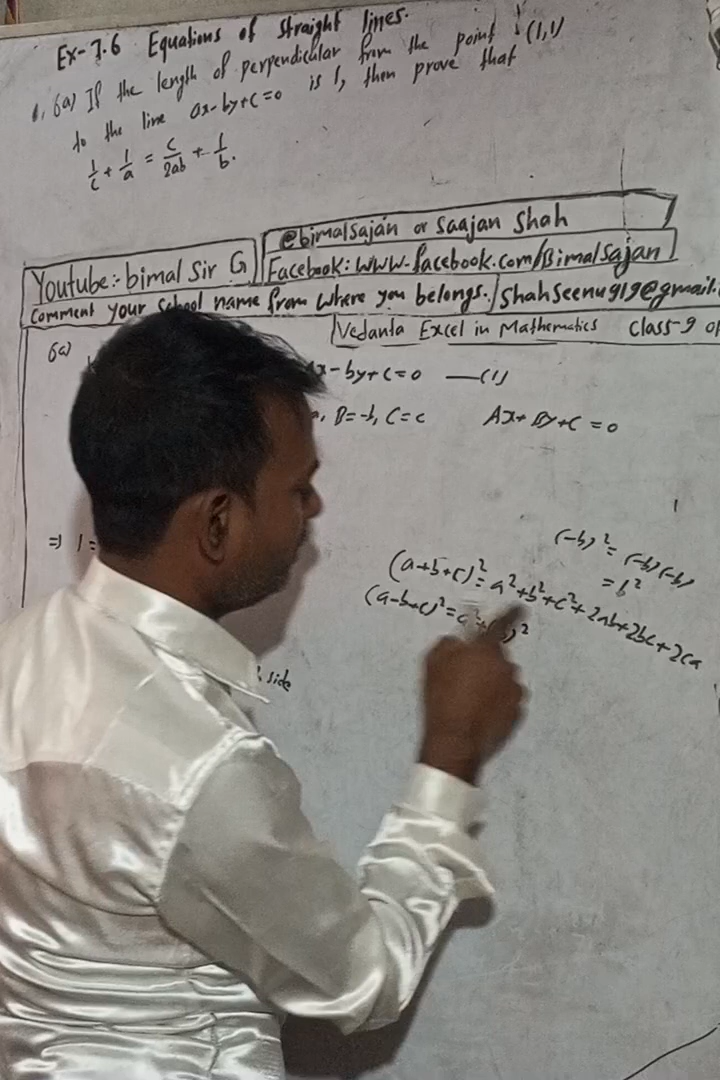 Ex-7.6 Equations of straight lines.
1. 6a) If the length of perpendicular from the point (1,1)
to the line ax-by+c=0 is 1, then prove that
1/c + 1/a = c/2ab + 1/b.
@bimalsajan or Saajan Shah
Youtube:- bimal Sir G
Facebook: www.facebook.com/Bimalsajan
Comment your School name from where you belongs.
Shahseenu919@gmail.
Vedanta Excel in Mathematics Class-9 op
6a)
x-by+c=0 —(1)
B=-b, C=c
Ax+By+C=0
(-b)²=(-b)(-b)
=b²
⇒ 1=
(a+b+c)²=a²+b²+c²+2ab+2bc+2ca
(a-b+c)²=
side